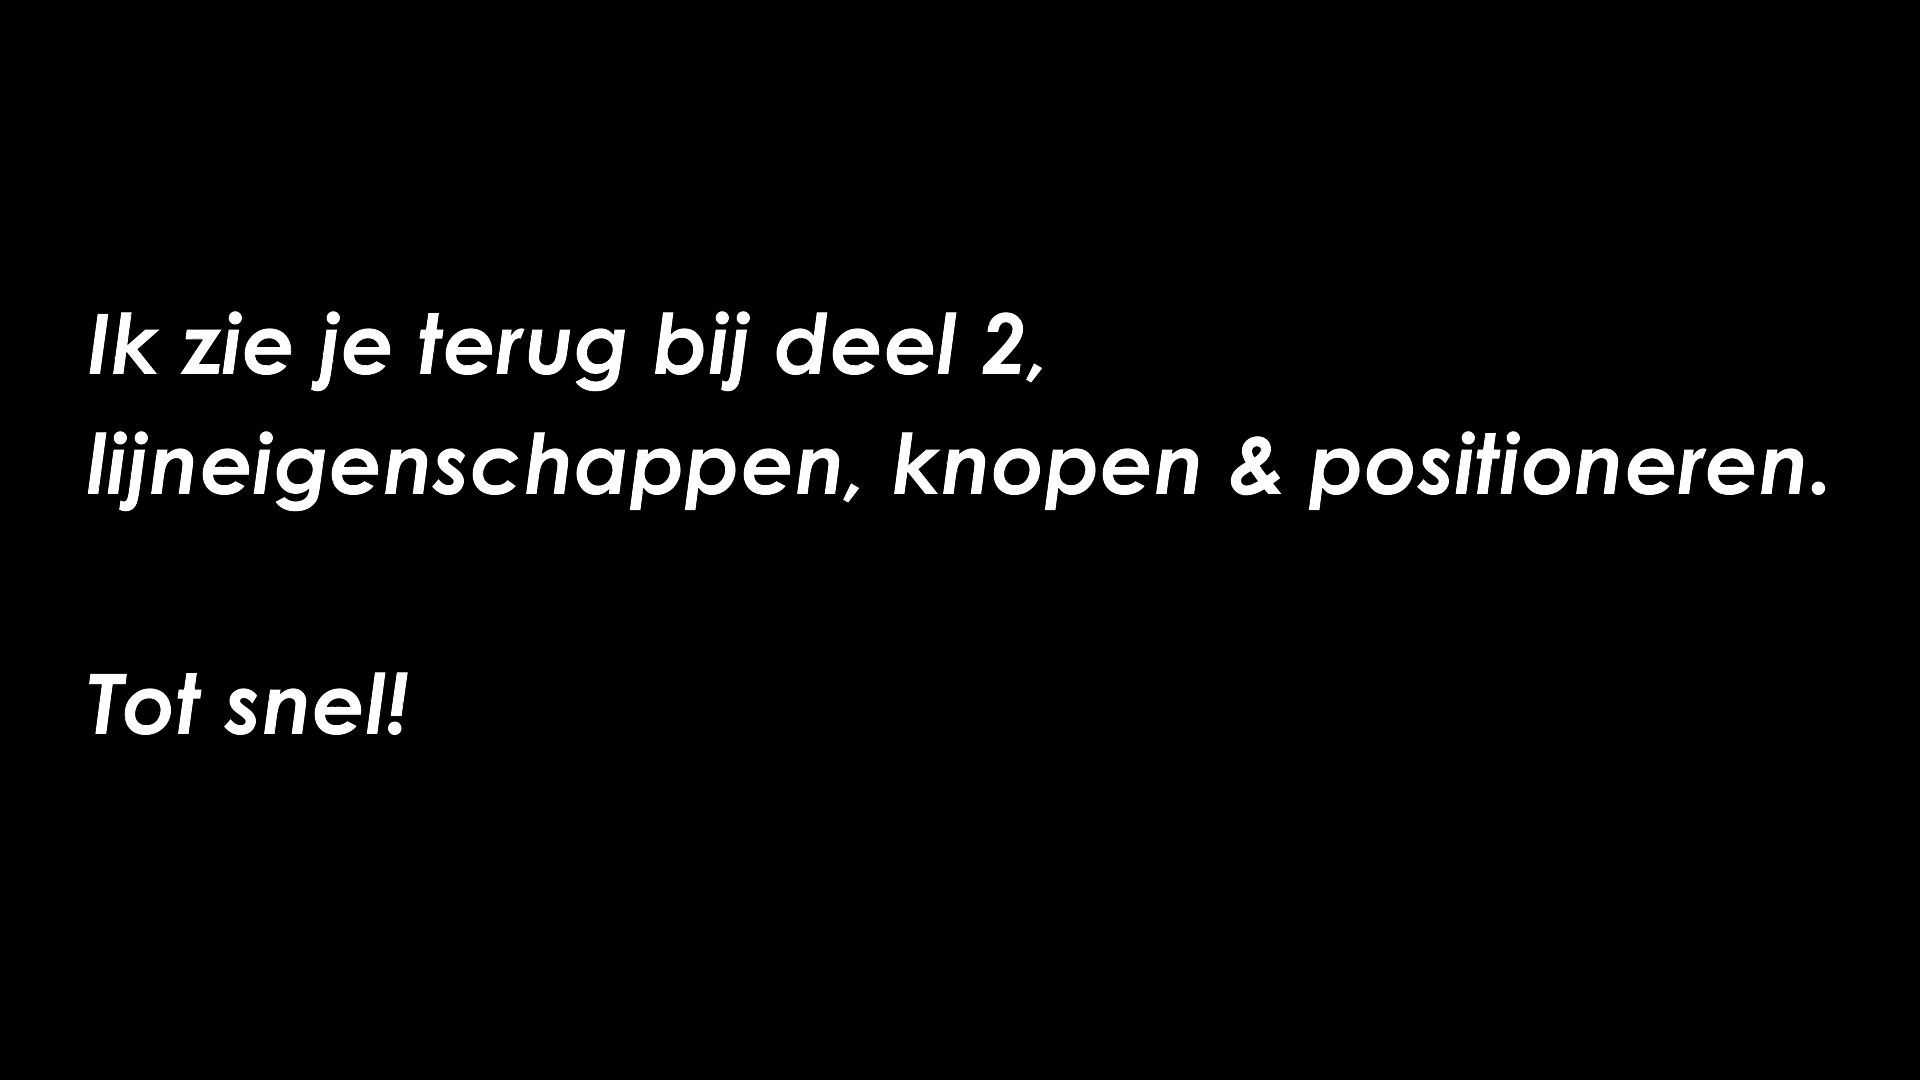 Ik zie je terug bij deel 2,
lijneigenschappen, knopen & positioneren.
Tot snel!